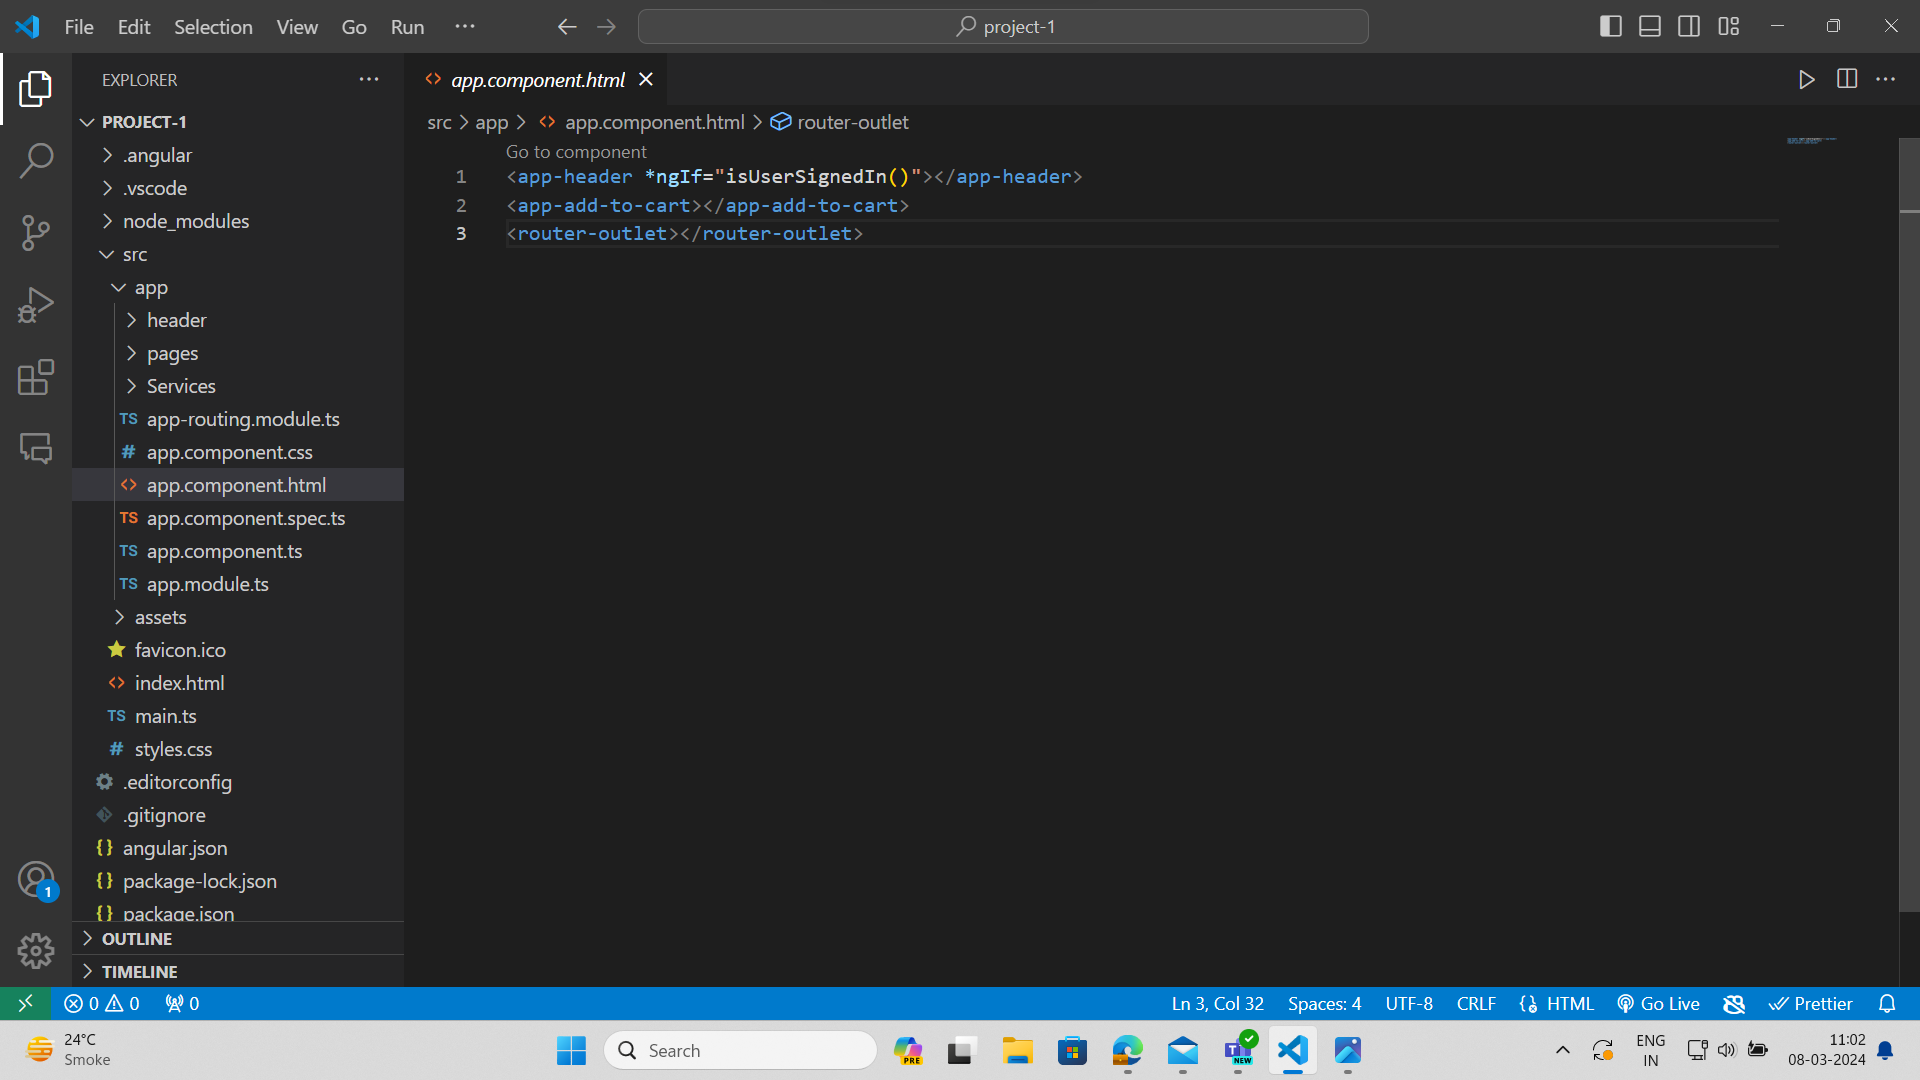 File Edit Selection View Go Run ···
project-1
EXPLORER
app.component.html
PROJECT-1
src > app > <> app.component.html > router-outlet
.angular
Go to component
1 <app-header *ngIf="isUserSignedIn()"></app-header>
.vscode
2 <app-add-to-cart></app-add-to-cart>
node_modules
3 <router-outlet></router-outlet>
src
app
header
pages
Services
TS app-routing.module.ts
# app.component.css
<> app.component.html
TS app.component.spec.ts
TS app.component.ts
TS app.module.ts
assets
favicon.ico
<> index.html
TS main.ts
# styles.css
.editorconfig
.gitignore
{} angular.json
{} package-lock.json
{} package.json
1
OUTLINE
TIMELINE
0 0 0 Ln 3, Col 32 Spaces: 4 UTF-8 CRLF HTML Go Live Prettier
24°C
Smoke
Search
PRE
NEW
ENG
IN
11:02
08-03-2024